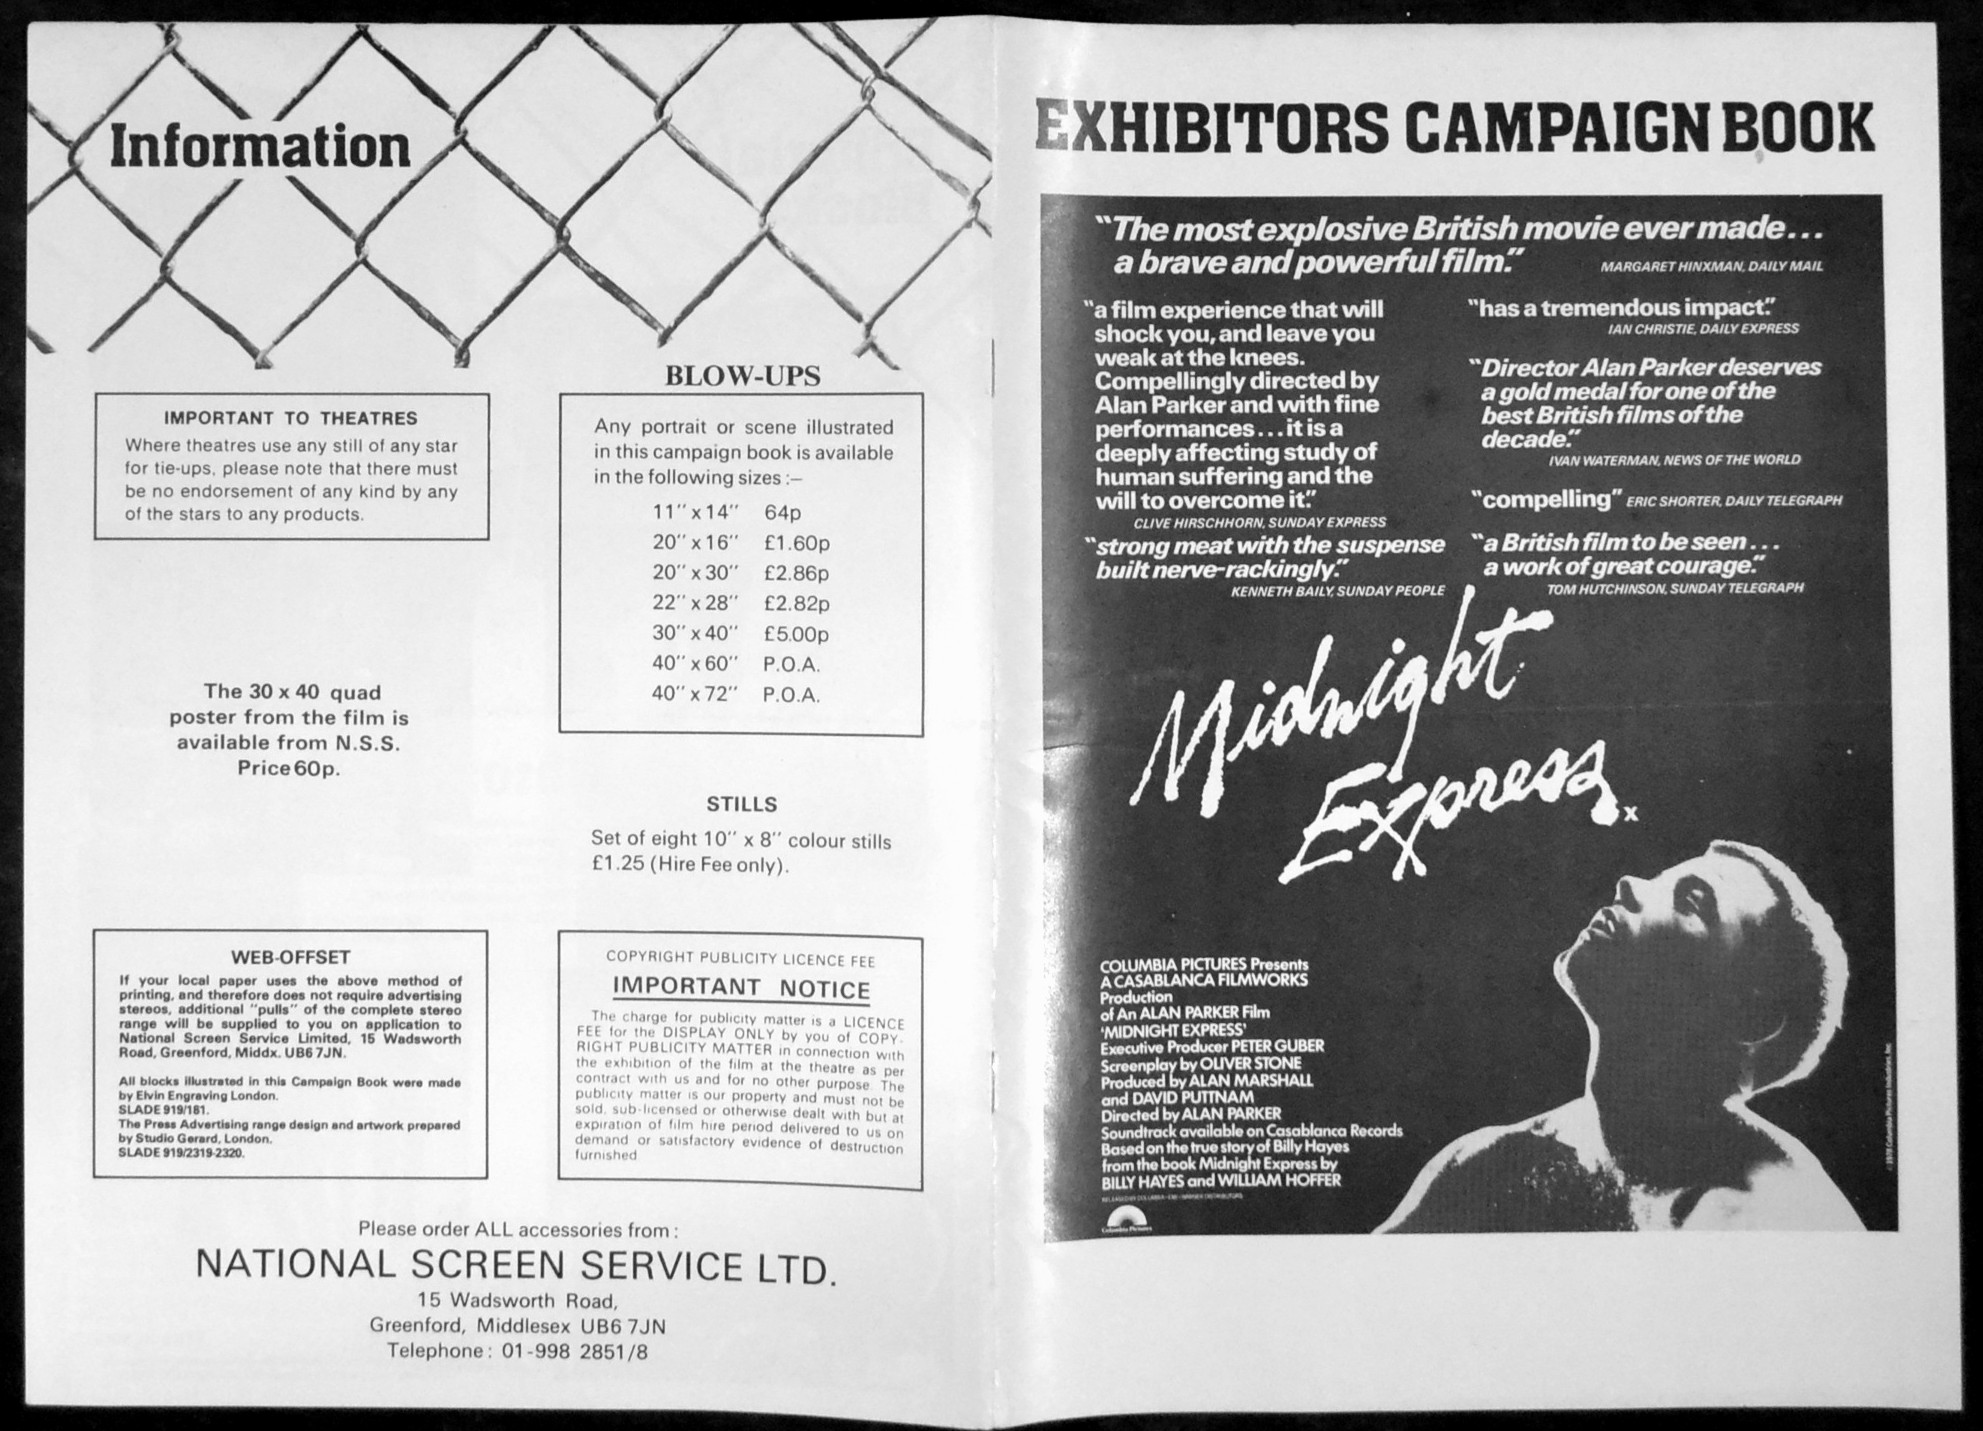 Information
IMPORTANT TO THEATRES
Where theatres use any still of any star
for tie-ups, please note that there must
be no endorsement of any kind by any
of the stars to any products.
The 30 x 40 quad
poster from the film is
available from N.S.S.
Price 60p.
WEB-OFFSET
If your local paper uses the above method of
printing, and therefore does not require advertising
stereos, additional "pulls" of the complete stereo
range will be supplied to you on application to
National Screen Service Limited, 15 Wadsworth
Road, Greenford, Middx. UB6 7JN.
All blocks illustrated in this Campaign Book were made
by Elvin Engraving London.
SLADE 919/181.
The Press Advertising range design and artwork prepared
by Studio Gerard, London.
SLADE 919/2319-2320.
BLOW-UPS
Any portrait or scene illustrated
in this campaign book is available
in the following sizes :–
11" x 14" 64p
20" x 16" £1.60p
20" x 30" £2.86p
22" x 28" £2.82p
30" x 40" £5.00p
40" x 60" P.O.A.
40" x 72" P.O.A.
STILLS
Set of eight 10" x 8" colour stills
£1.25 (Hire Fee only).
COPYRIGHT PUBLICITY LICENCE FEE
IMPORTANT NOTICE
The charge for publicity matter is a LICENCE
FEE for the DISPLAY ONLY by you of COPY-
RIGHT PUBLICITY MATTER in connection with
the exhibition of the film at the theatre as per
contract with us and for no other purpose. The
publicity matter is our property and must not be
sold, sub-licensed or otherwise dealt with but at
expiration of film hire period delivered to us on
demand or satisfactory evidence of destruction
furnished
Please order ALL accessories from :
NATIONAL SCREEN SERVICE LTD.
15 Wadsworth Road,
Greenford, Middlesex UB6 7JN
Telephone : 01-998 2851/8
EXHIBITORS CAMPAIGN BOOK
"The most explosive British movie ever made...
a brave and powerful film."
MARGARET HINXMAN, DAILY MAIL
"a film experience that will
shock you, and leave you
weak at the knees.
Compellingly directed by
Alan Parker and with fine
performances... it is a
deeply affecting study of
human suffering and the
will to overcome it."
CLIVE HIRSCHHORN, SUNDAY EXPRESS
"strong meat with the suspense
built nerve-rackingly."
KENNETH BAILY, SUNDAY PEOPLE
"has a tremendous impact."
IAN CHRISTIE, DAILY EXPRESS
"Director Alan Parker deserves
a gold medal for one of the
best British films of the
decade."
IVAN WATERMAN, NEWS OF THE WORLD
"compelling" ERIC SHORTER, DAILY TELEGRAPH
"a British film to be seen...
a work of great courage."
TOM HUTCHINSON, SUNDAY TELEGRAPH
Midnight
Express x
COLUMBIA PICTURES Presents
A CASABLANCA FILMWORKS
Production
of An ALAN PARKER Film
'MIDNIGHT EXPRESS'
Executive Producer PETER GUBER
Screenplay by OLIVER STONE
Produced by ALAN MARSHALL
and DAVID PUTTNAM
Directed by ALAN PARKER
Soundtrack available on Casablanca Records
Based on the true story of Billy Hayes
from the book Midnight Express by
BILLY HAYES and WILLIAM HOFFER
RELEASED BY COLUMBIA-EMI-WARNER DISTRIBUTORS
Columbia Pictures
1978 Columbia Pictures Industries, Inc.